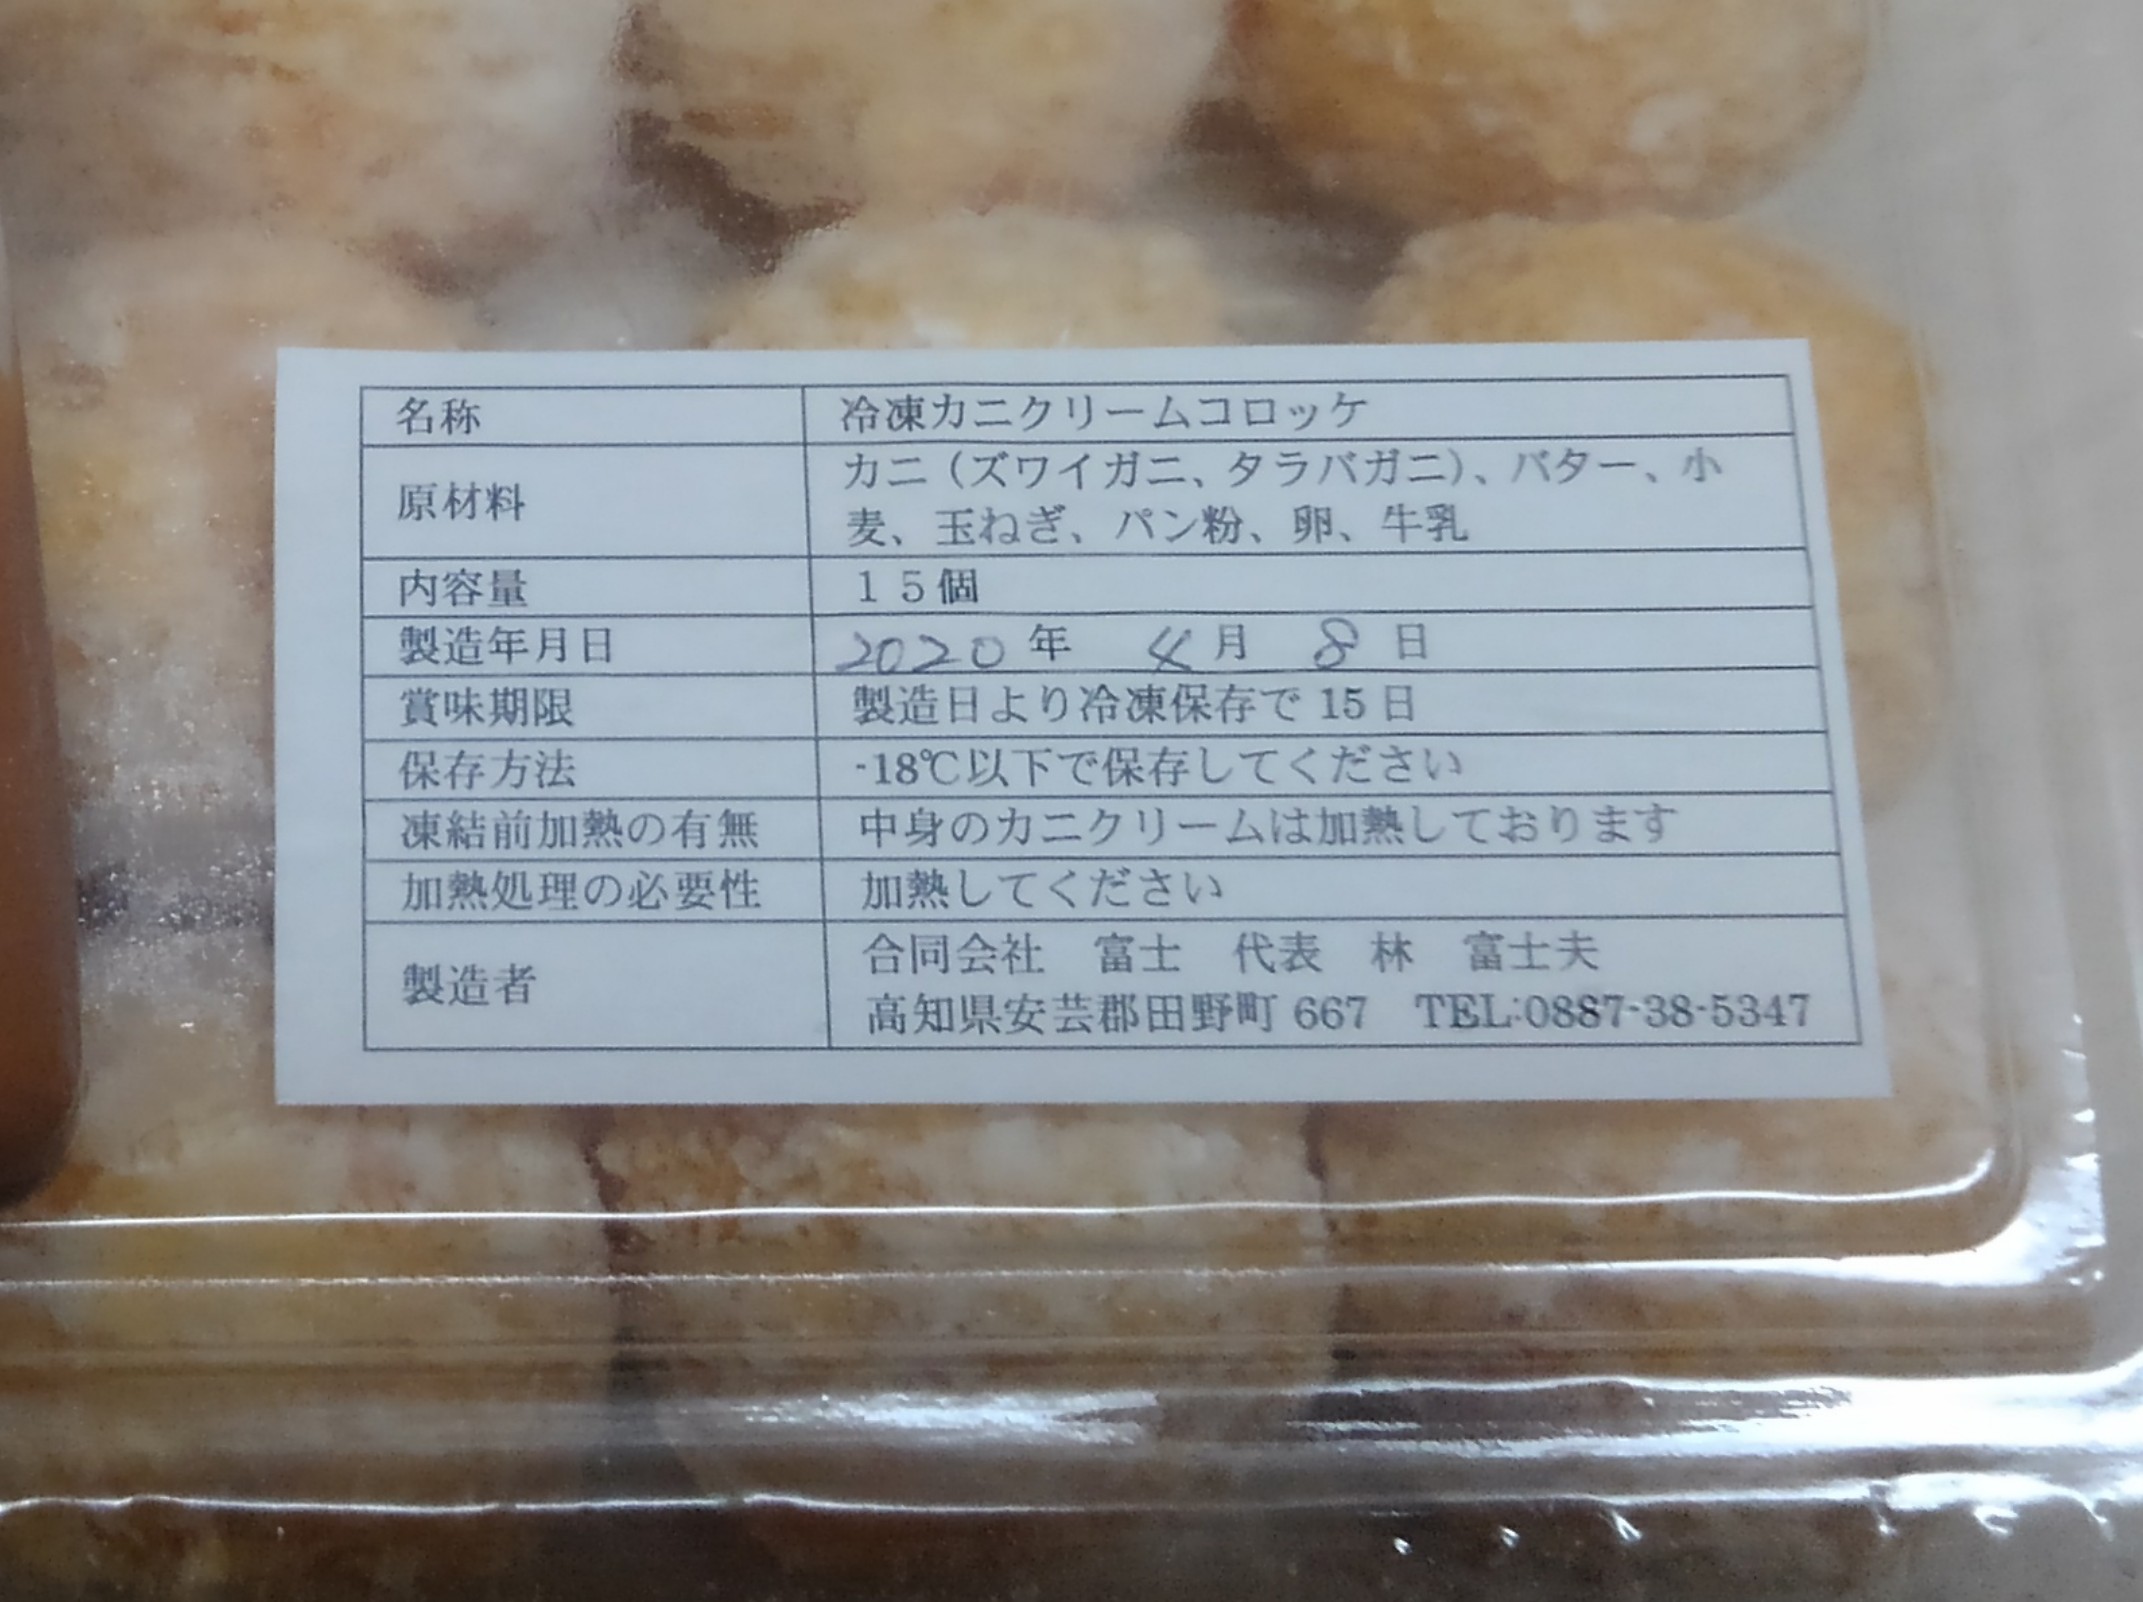 名称 冷凍カニクリームコロッケ
原材料 カニ（ズワイガニ、タラバガニ）、バター、小
麦、玉ねぎ、パン粉、卵、牛乳
内容量 １５個
製造年月日 2020年 4月 8日
賞味期限 製造日より冷凍保存で 15 日
保存方法 -18℃以下で保存してください
凍結前加熱の有無 中身のカニクリームは加熱しております
加熱処理の必要性 加熱してください
製造者 合同会社 富士 代表 林 富士夫
高知県安芸郡田野町 667 TEL:0887-38-5347